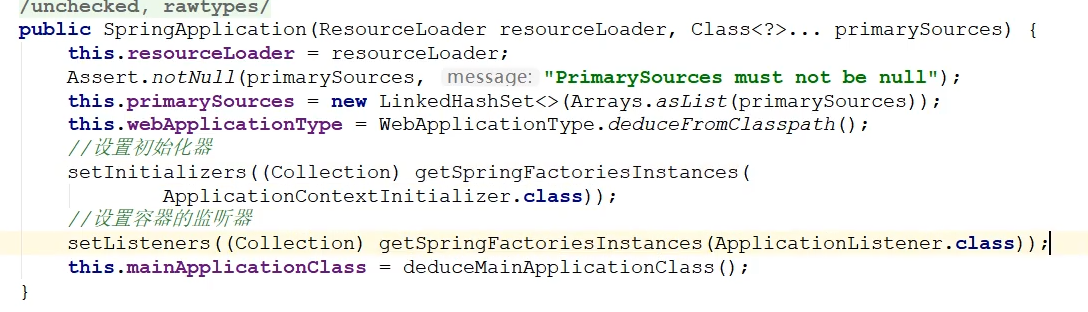 /unchecked, rawtypes/
public SpringApplication(ResourceLoader resourceLoader, Class<?>... primarySources) {
this.resourceLoader = resourceLoader;
Assert.notNull(primarySources, message: "PrimarySources must not be null");
this.primarySources = new LinkedHashSet<>(Arrays.asList(primarySources));
this.webApplicationType = WebApplicationType.deduceFromClasspath();
//设置初始化器
setInitializers((Collection) getSpringFactoriesInstances(
ApplicationContextInitializer.class));
//设置容器的监听器
setListeners((Collection) getSpringFactoriesInstances(ApplicationListener.class));
this.mainApplicationClass = deduceMainApplicationClass();
}